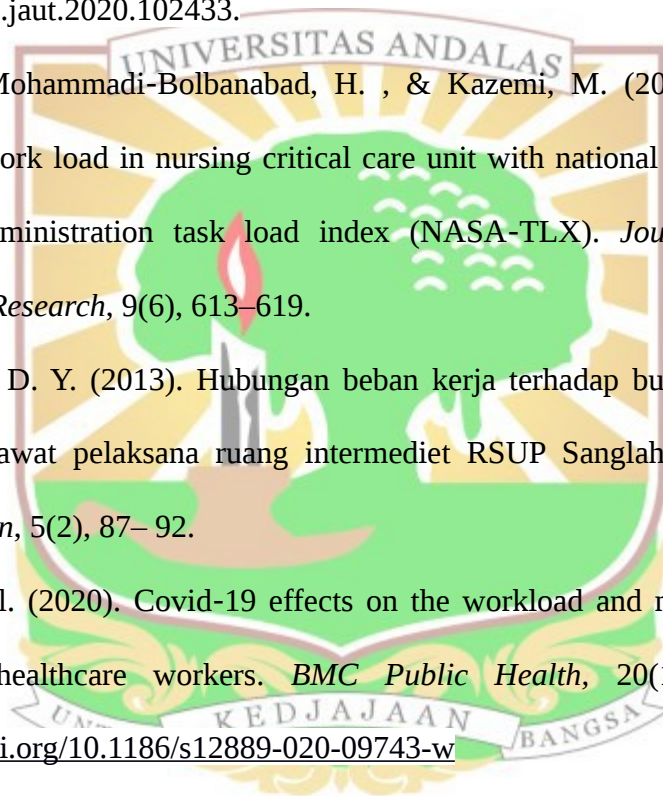 .jaut.2020.102433.
UNIVERSITAS ANDALAS
Mohammadi-Bolbanabad, H. , & Kazemi, M. (20
ork load in nursing critical care unit with national
ministration task load index (NASA-TLX). Jou
Research, 9(6), 613–619.
D. Y. (2013). Hubungan beban kerja terhadap bu
awat pelaksana ruang intermediet RSUP Sanglah
n, 5(2), 87– 92.
l. (2020). Covid-19 effects on the workload and
healthcare workers. BMC Public Health, 20(
KEDJAJAAN BANGSA
i.org/10.1186/s12889-020-09743-w